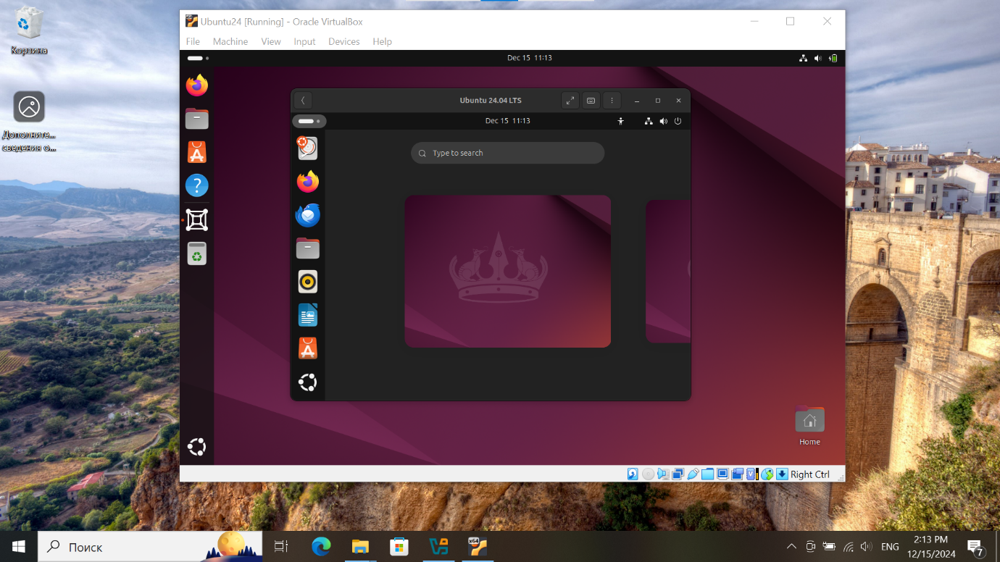 Корзина
Дополните...
сведения о...
Ubuntu24 [Running] - Oracle VirtualBox
File Machine View Input Devices Help
Dec 15 11:13
Ubuntu 24.04 LTS
Dec 15 11:13
Type to search
Home
Right Ctrl
Поиск
x64
ENG
2:13 PM
12/15/2024
7